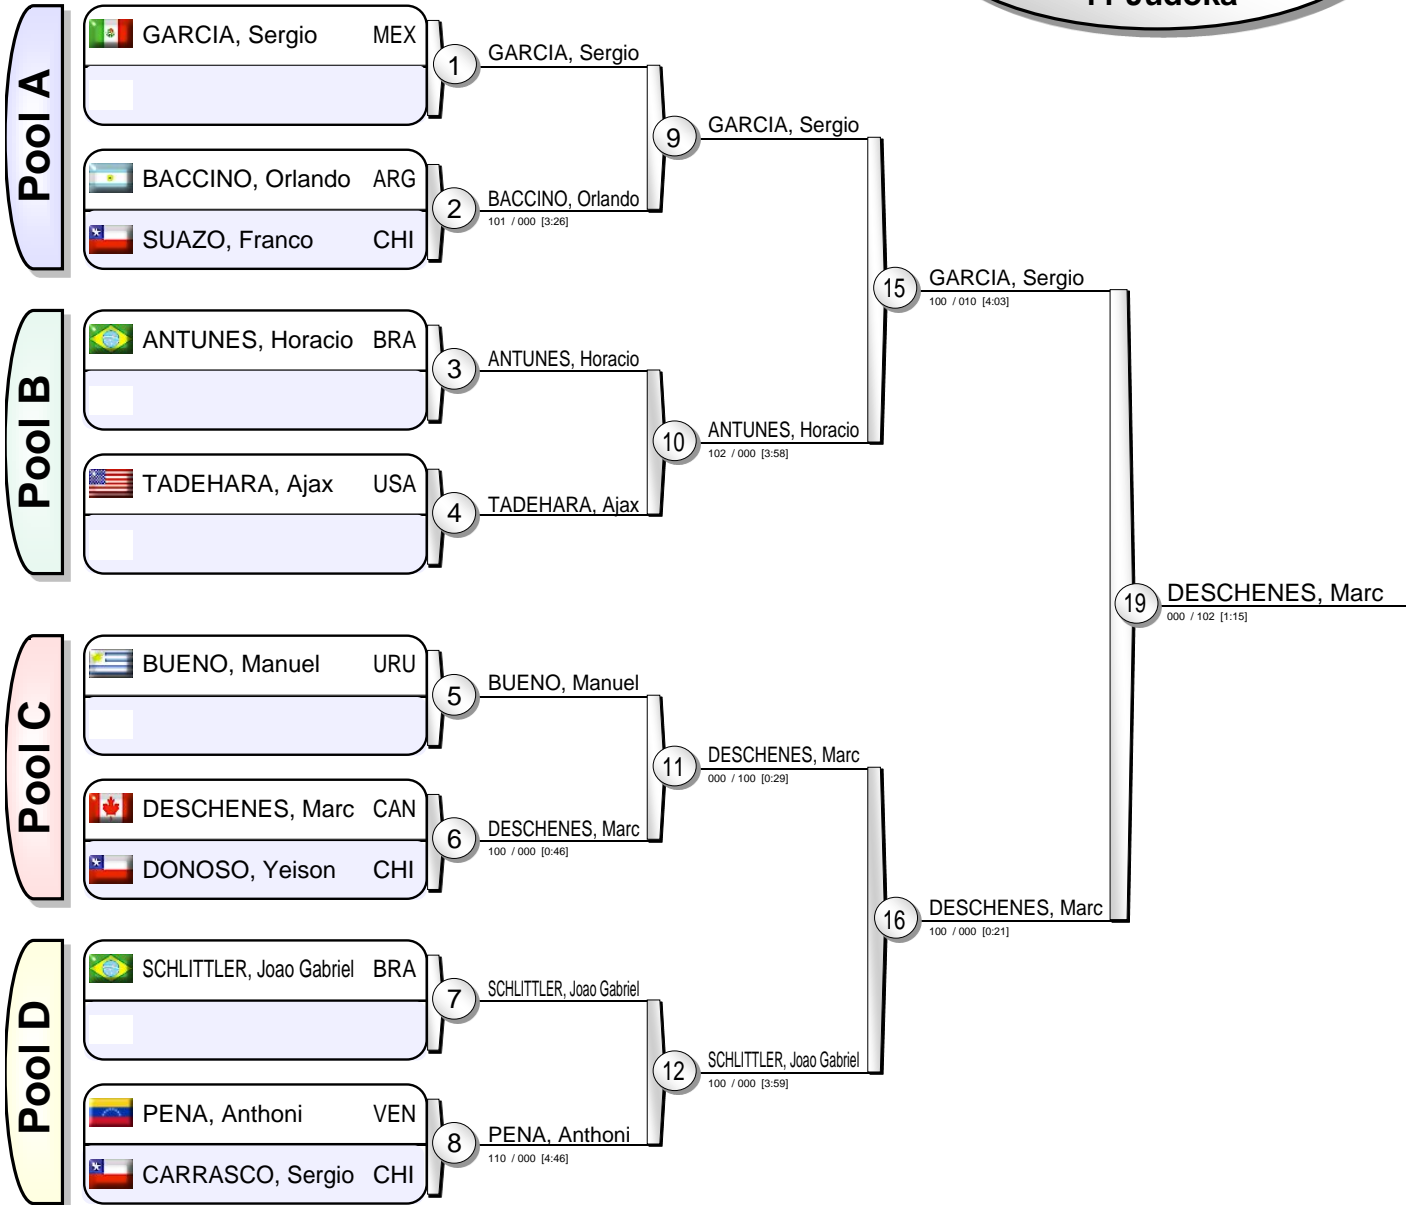 11 Judoka
Pool A
GARCIA, Sergio MEX
1
GARCIA, Sergio
BACCINO, Orlando ARG
SUAZO, Franco CHI
2
BACCINO, Orlando
101 / 000 [3:26]
9
GARCIA, Sergio
Pool B
ANTUNES, Horacio BRA
3
ANTUNES, Horacio
TADEHARA, Ajax USA
4
TADEHARA, Ajax
10
ANTUNES, Horacio
102 / 000 [3:58]
15
GARCIA, Sergio
100 / 010 [4:03]
Pool C
BUENO, Manuel URU
5
BUENO, Manuel
DESCHENES, Marc CAN
DONOSO, Yeison CHI
6
DESCHENES, Marc
100 / 000 [0:46]
11
DESCHENES, Marc
000 / 100 [0:29]
Pool D
SCHLITTLER, Joao Gabriel BRA
7
SCHLITTLER, Joao Gabriel
PENA, Anthoni VEN
CARRASCO, Sergio CHI
8
PENA, Anthoni
110 / 000 [4:46]
12
SCHLITTLER, Joao Gabriel
100 / 000 [3:59]
16
DESCHENES, Marc
100 / 000 [0:21]
19
DESCHENES, Marc
000 / 102 [1:15]